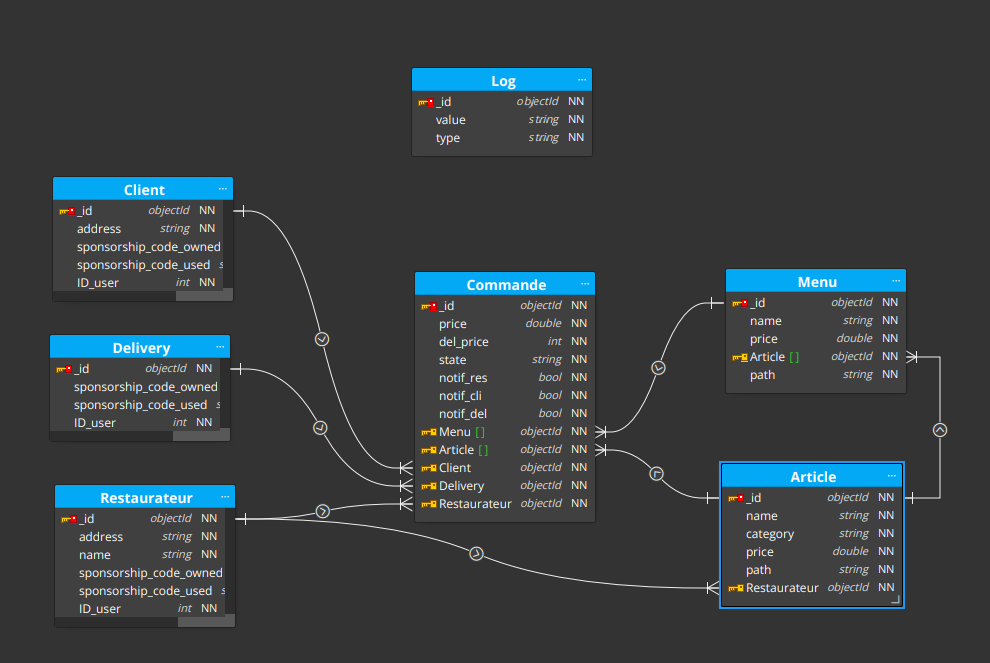 Log ...
_id objectId NN
value string NN
type string NN
Client ...
_id objectId NN
address string NN
sponsorship_code_owned
sponsorship_code_used s
ID_user int NN
Delivery ...
_id objectId NN
sponsorship_code_owned
sponsorship_code_used s
ID_user int NN
Restaurateur ...
_id objectId NN
address string NN
name string NN
sponsorship_code_owned
sponsorship_code_used s
ID_user int NN
Commande ...
_id objectId NN
price double NN
del_price int NN
state string NN
notif_res bool NN
notif_cli bool NN
notif_del bool NN
Menu [] objectId NN
Article [] objectId NN
Client objectId NN
Delivery objectId NN
Restaurateur objectId NN
Menu ...
_id objectId NN
name string NN
price double NN
Article [] objectId NN
path string NN
Article ...
_id objectId NN
name string NN
category string NN
price double NN
path string NN
Restaurateur objectId NN